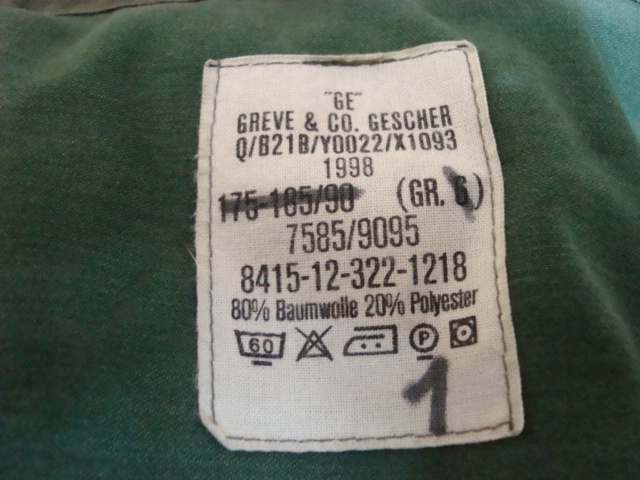 "GE"
GREVE & CO. GESCHER
Q/B21B/Y0022/X1093
1998
175-185/90 (GR. 6)
7585/9095
8415-12-322-1218
80% Baumwolle 20% Polyester
60 P
1